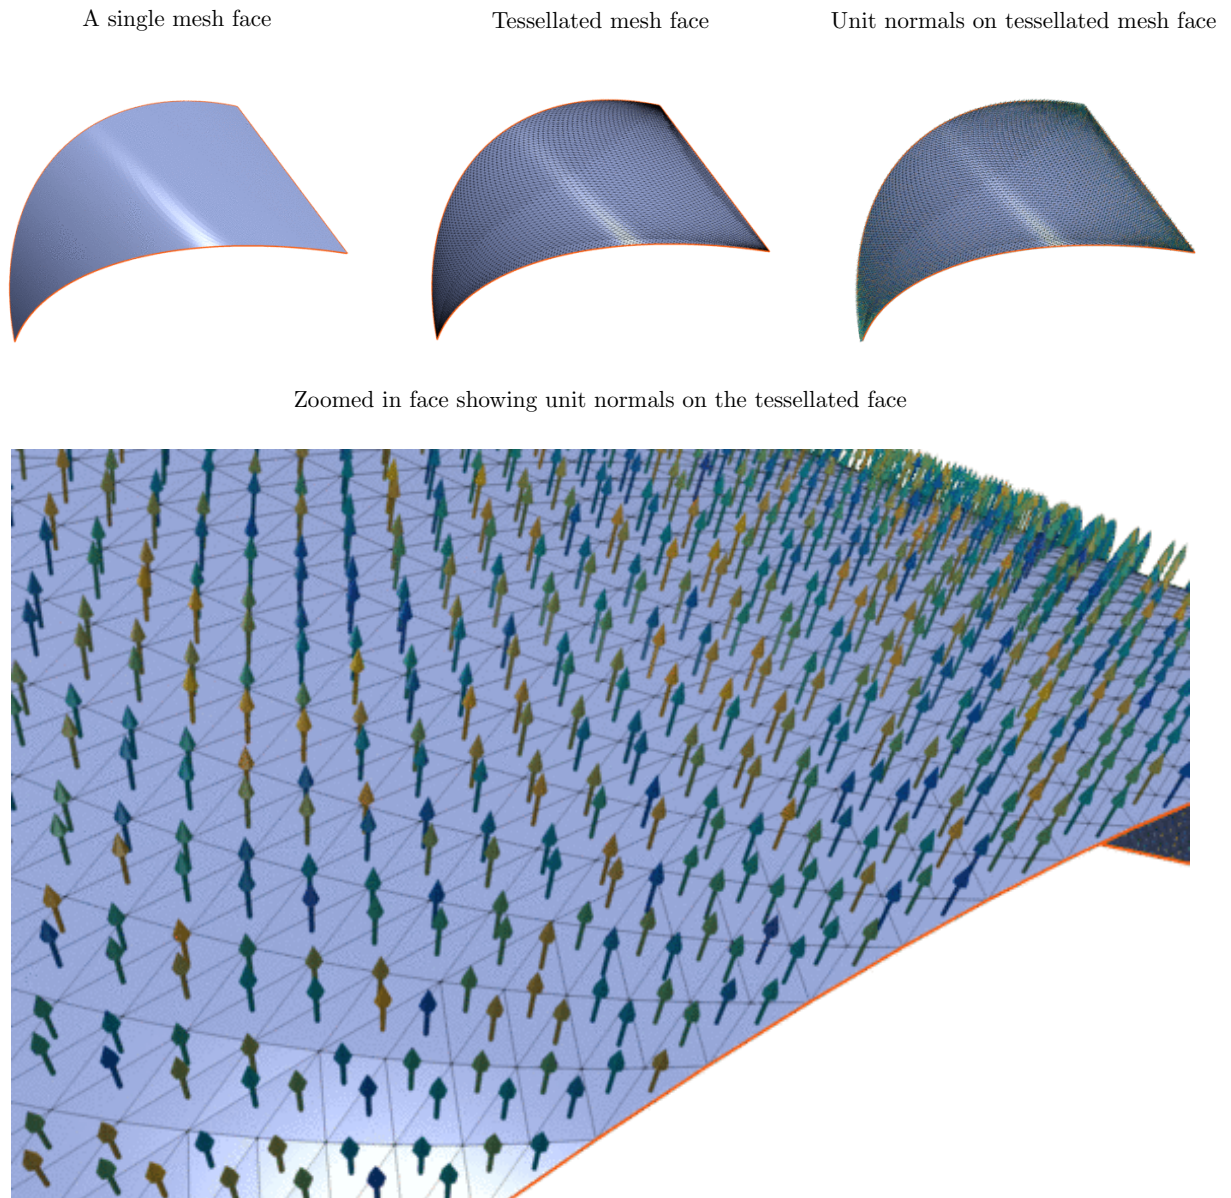 A single mesh face
Tessellated mesh face
Unit normals on tessellated mesh face
Zoomed in face showing unit normals on the tessellated face